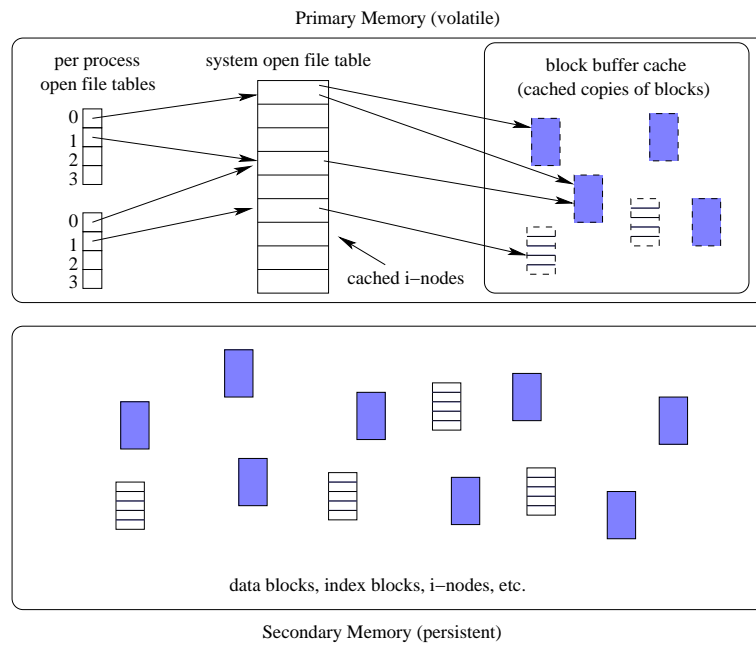 Primary Memory (volatile)
per process
open file tables
system open file table
block buffer cache
(cached copies of blocks)
0
1
2
3
0
1
2
3
cached i−nodes
data blocks, index blocks, i−nodes, etc.
Secondary Memory (persistent)